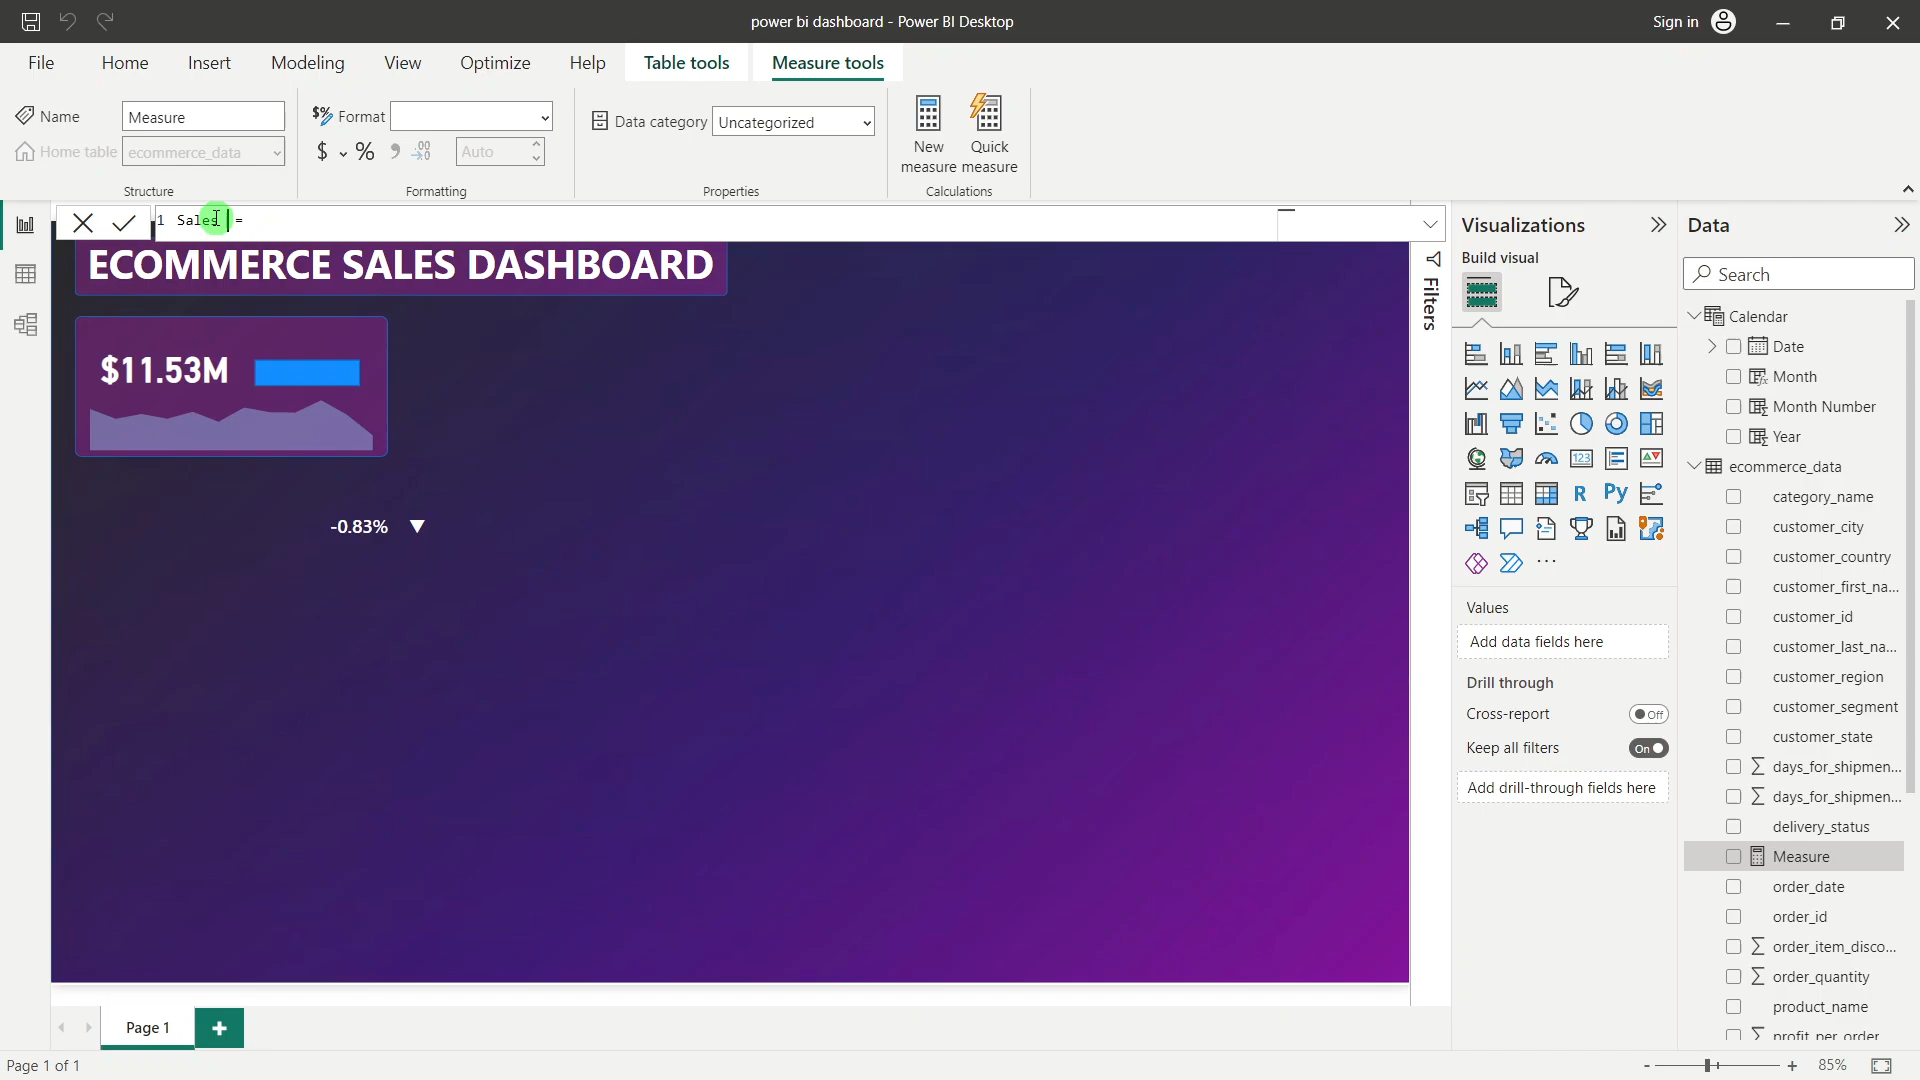 power bi dashboard - Power BI Desktop
Sign in
File Home Insert Modeling View Optimize Help Table tools Measure tools
Name Measure
Home table ecommerce_data
Structure
$% Format
$ % 9 .00 Auto
Formatting
Data category Uncategorized
Properties
New measure
Quick measure
Calculations
1 Sales =
ECOMMERCE SALES DASHBOARD
$11.53M
-0.83%
Filters
Visualizations
Build visual
123
R
Py
...
Values
Add data fields here
Drill through
Cross-report Off
Keep all filters On
Add drill-through fields here
Data
Search
Calendar
Date
Month
Month Number
Year
ecommerce_data
category_name
customer_city
customer_country
customer_first_na...
customer_id
customer_last_na...
customer_region
customer_segment
customer_state
days_for_shipmen...
days_for_shipmen...
delivery_status
Measure
order_date
order_id
order_item_disco...
order_quantity
product_name
profit_per_order
Page 1
Page 1 of 1
- + 85%